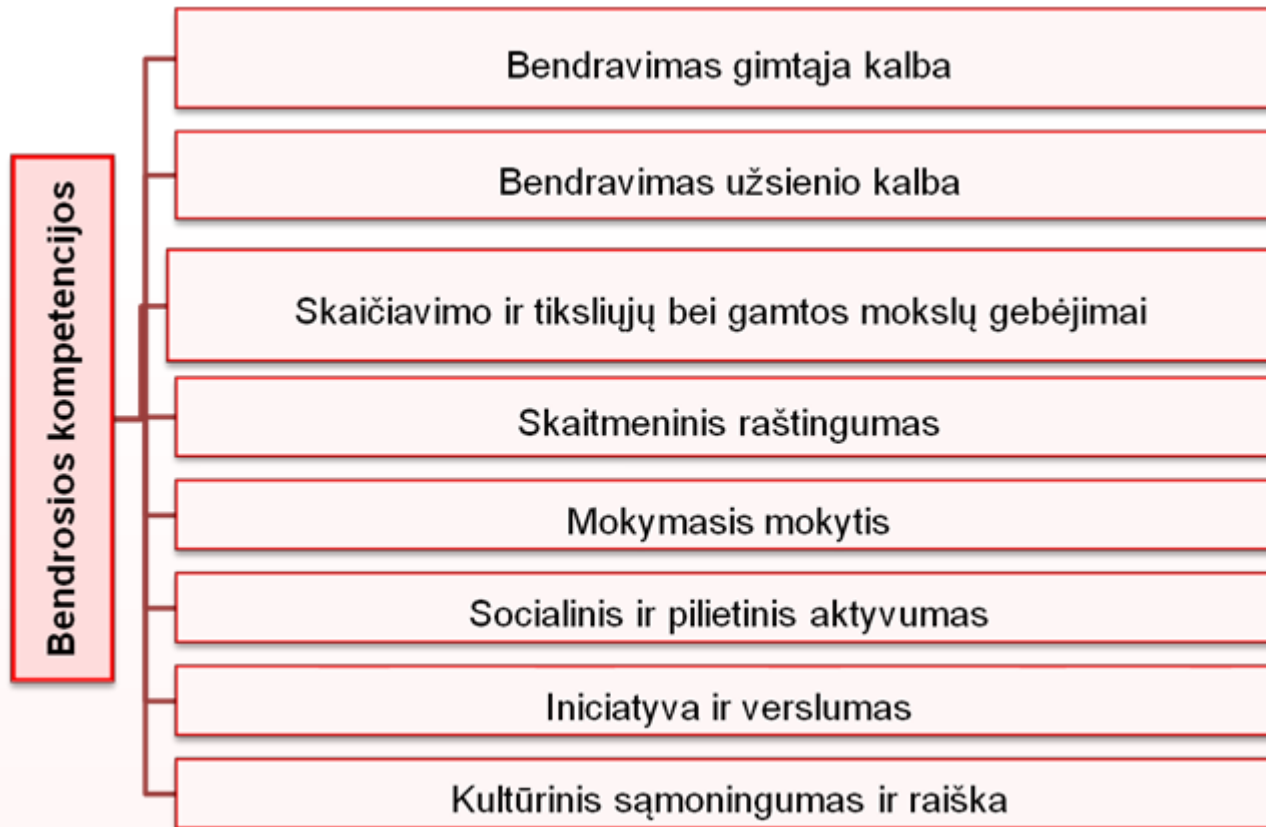 Bendrosios kompetencijos
Bendravimas gimtąja kalba
Bendravimas užsienio kalba
Skaičiavimo ir tiksliųjų bei gamtos mokslų gebėjimai
Skaitmeninis raštingumas
Mokymasis mokytis
Socialinis ir pilietinis aktyvumas
Iniciatyva ir verslumas
Kultūrinis sąmoningumas ir raiška